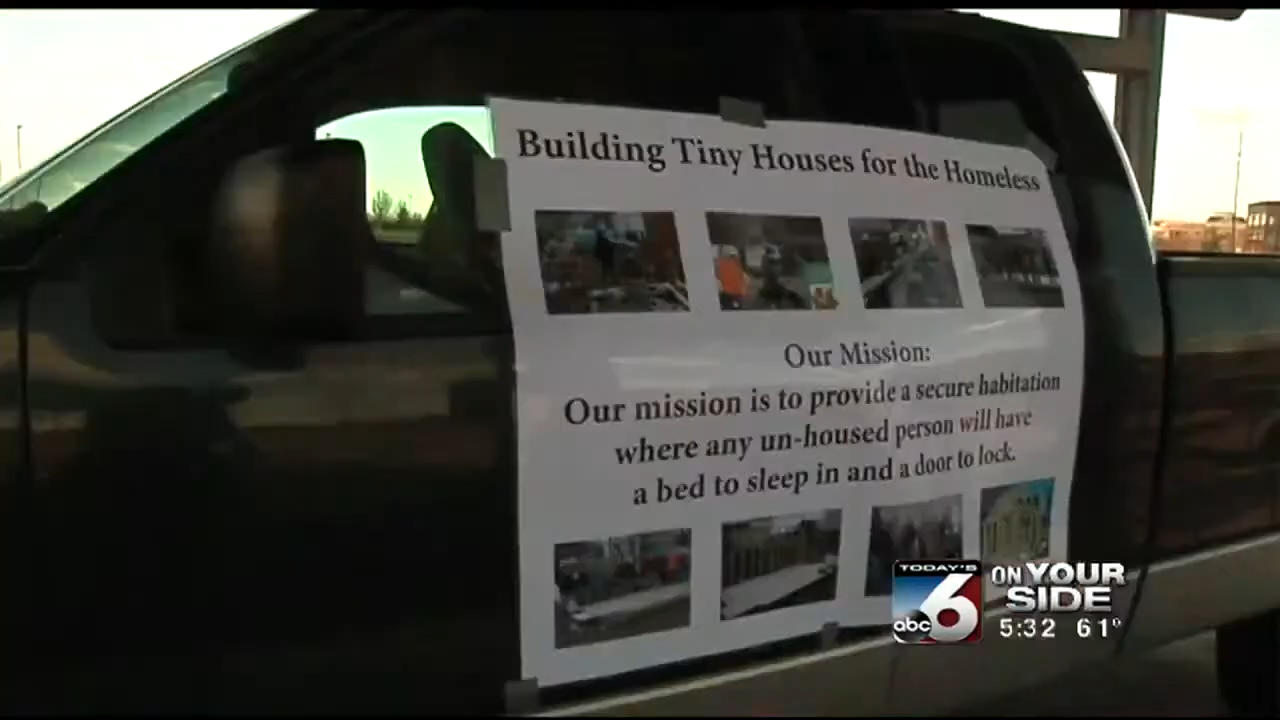 Building Tiny Houses for the Homeless
Our Mission:
Our mission is to provide a secure habitation
where any un-housed person will have
a bed to sleep in and a door to lock.
TODAY'S
6
abc
ON YOUR
SIDE
5:32 61°